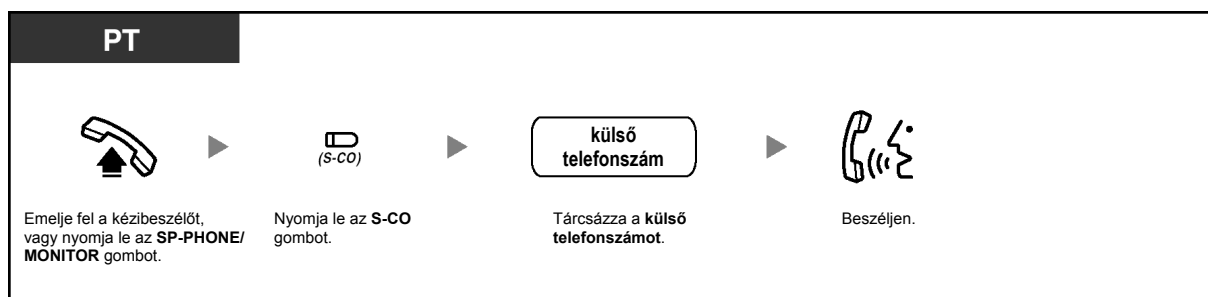 PT
(S-CO)
külső
telefonszám
Emelje fel a kézibeszélőt,
vagy nyomja le az SP-PHONE/
MONITOR gombot.
Nyomja le az S-CO
gombot.
Tárcsázza a külső
telefonszámot.
Beszéljen.